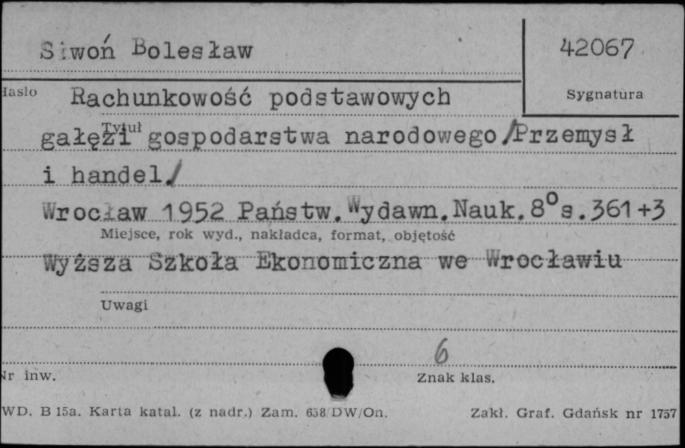 Siwoń Bolesław
42067
Hasło
Sygnatura
Rachunkowość podstawowych
Tytuł
gałęzi gospodarstwa narodowego/Przemysł
i handel/
Wrocław 1952 Państw.Wydawn.Nauk.8° s.361+3
Miejsce, rok wyd., nakładca, format, objętość
Wyższa Szkoła Ekonomiczna we Wrocławiu
Uwagi
6
Nr inw.
Znak klas.
WD. B 15a. Karta katal. (z nadr.) Zam. 658/DW/On.
Zakł. Graf. Gdańsk nr 1757